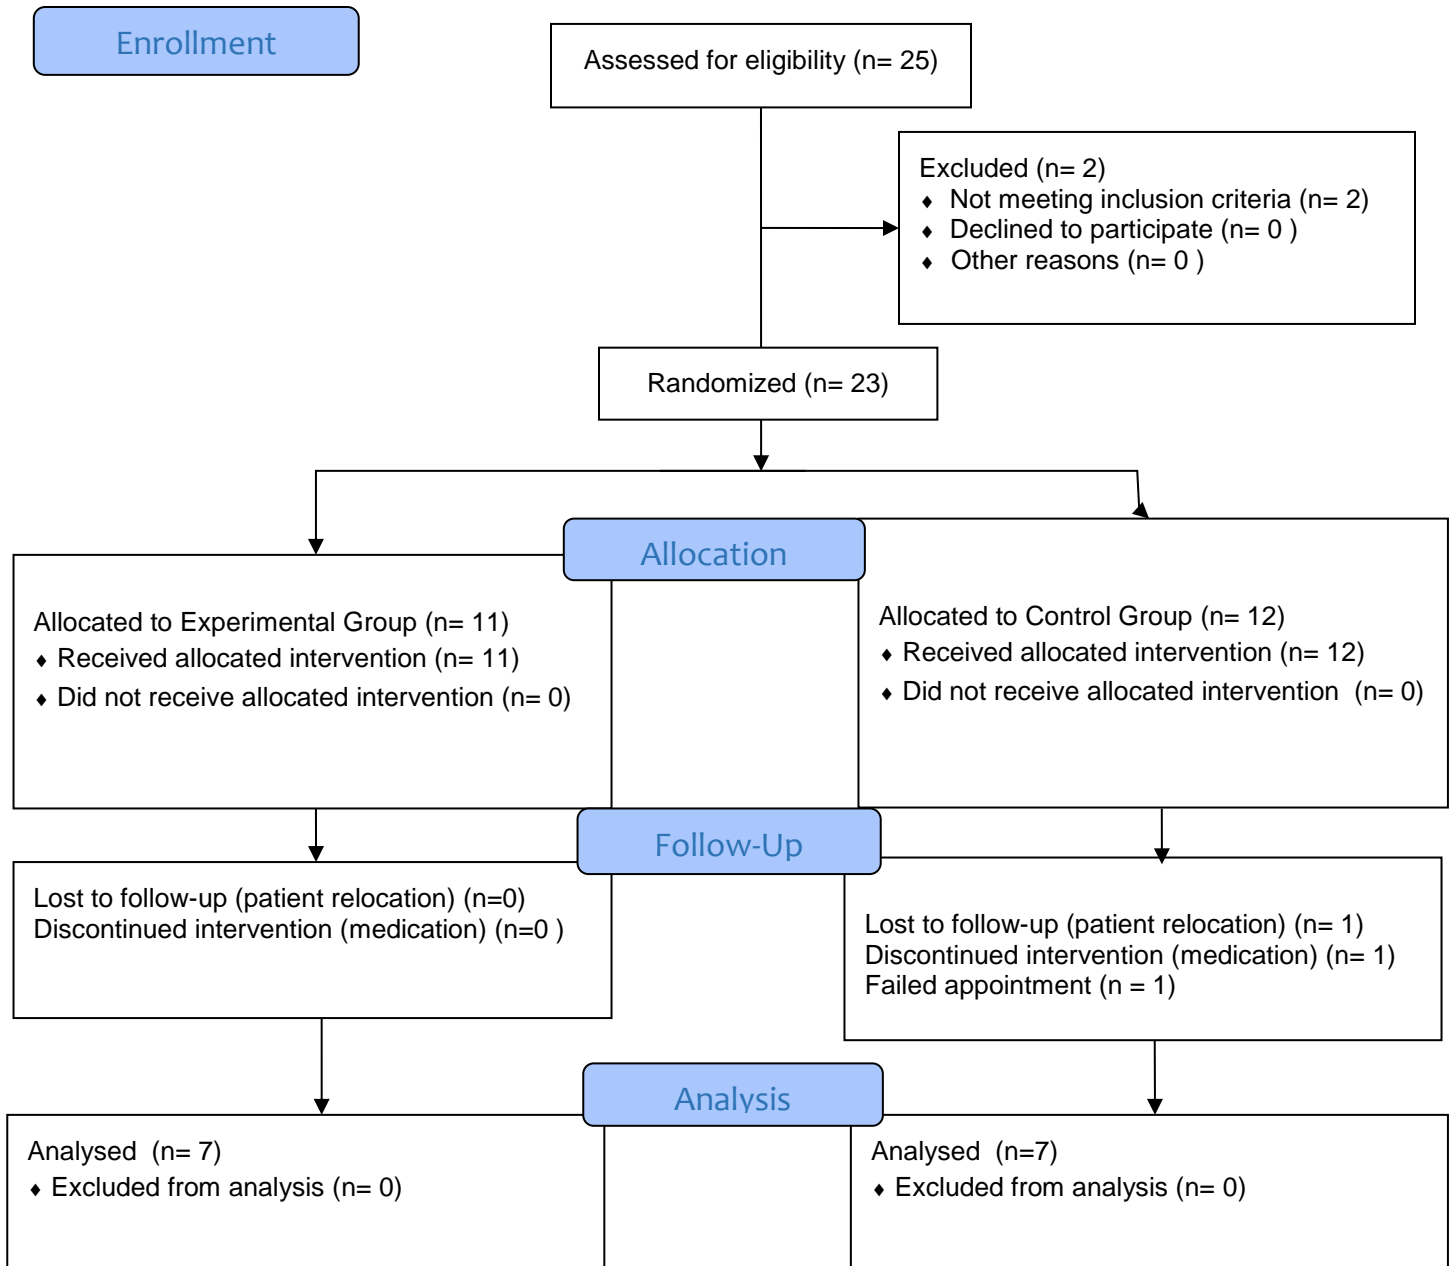 Enrollment
Assessed for eligibility (n= 25)
Excluded (n= 2)
♦ Not meeting inclusion criteria (n= 2)
♦ Declined to participate (n= 0 )
♦ Other reasons (n= 0 )
Randomized (n= 23)
Allocation
Allocated to Experimental Group (n= 11)
♦ Received allocated intervention (n= 11)
♦ Did not receive allocated intervention (n= 0)
Allocated to Control Group (n= 12)
♦ Received allocated intervention (n= 12)
♦ Did not receive allocated intervention (n= 0)
Follow-Up
Lost to follow-up (patient relocation) (n=0)
Discontinued intervention (medication) (n=0 )
Lost to follow-up (patient relocation) (n= 1)
Discontinued intervention (medication) (n= 1)
Failed appointment (n = 1)
Analysis
Analysed (n= 7)
♦ Excluded from analysis (n= 0)
Analysed (n=7)
♦ Excluded from analysis (n= 0)